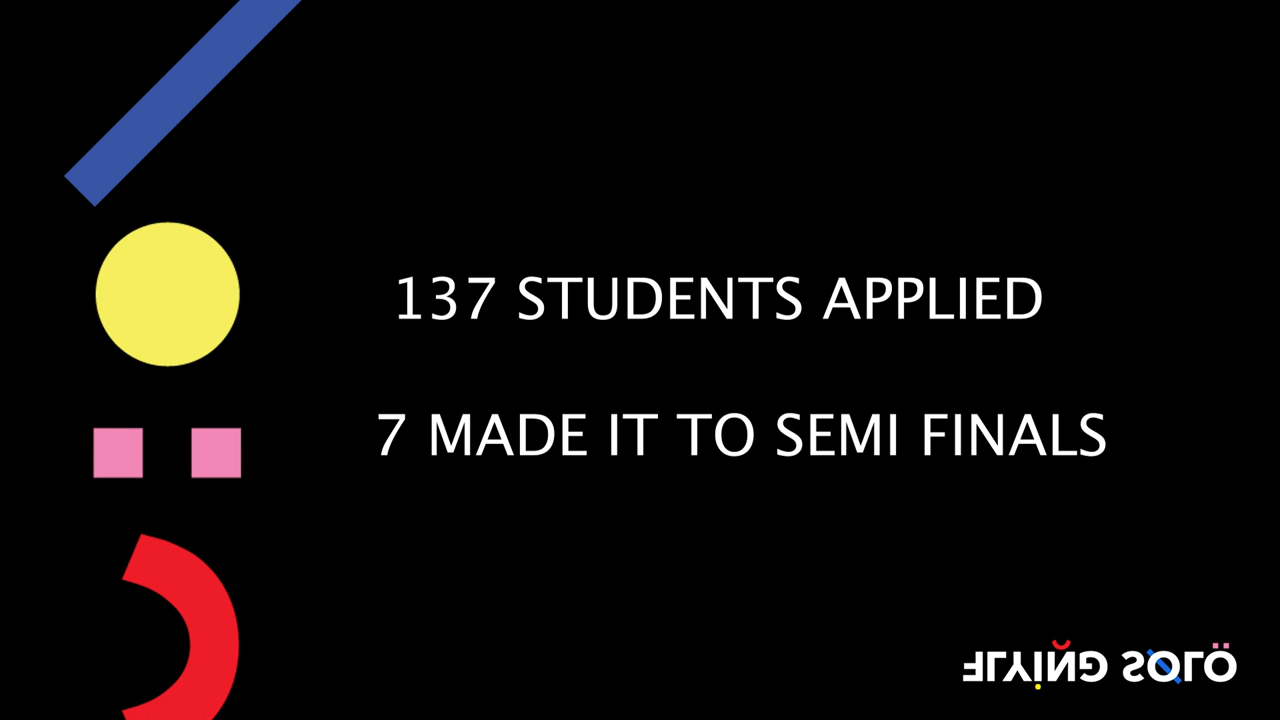 137 STUDENTS APPLIED
7 MADE IT TO SEMI FINALS
FLYING SOLO